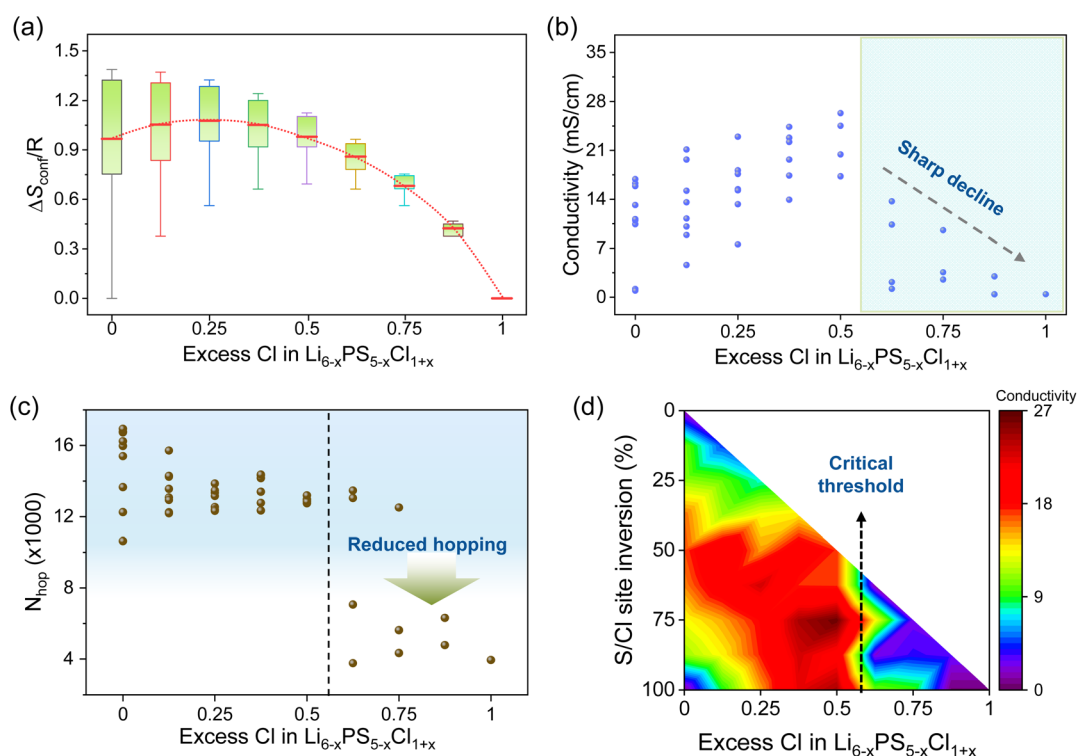 (a)
ΔS_conf/R
1.5
1.2
0.9
0.6
0.3
0.0
0
0.25
0.5
0.75
1
Excess Cl in Li₆₋ₓPS₅₋ₓCl₁₊ₓ
(b)
Conductivity (mS/cm)
35
28
21
14
7
0
Sharp decline
0
0.25
0.5
0.75
1
Excess Cl in Li₆₋ₓPS₅₋ₓCl₁₊ₓ
(c)
N_hop (x1000)
16
12
8
4
Reduced hopping
0
0.25
0.5
0.75
1
Excess Cl in Li₆₋ₓPS₅₋ₓCl₁₊ₓ
(d)
S/Cl site inversion (%)
0
25
50
75
100
Critical
threshold
0
0.25
0.5
0.75
1
Excess Cl in Li₆₋ₓPS₅₋ₓCl₁₊ₓ
Conductivity
27
18
9
0